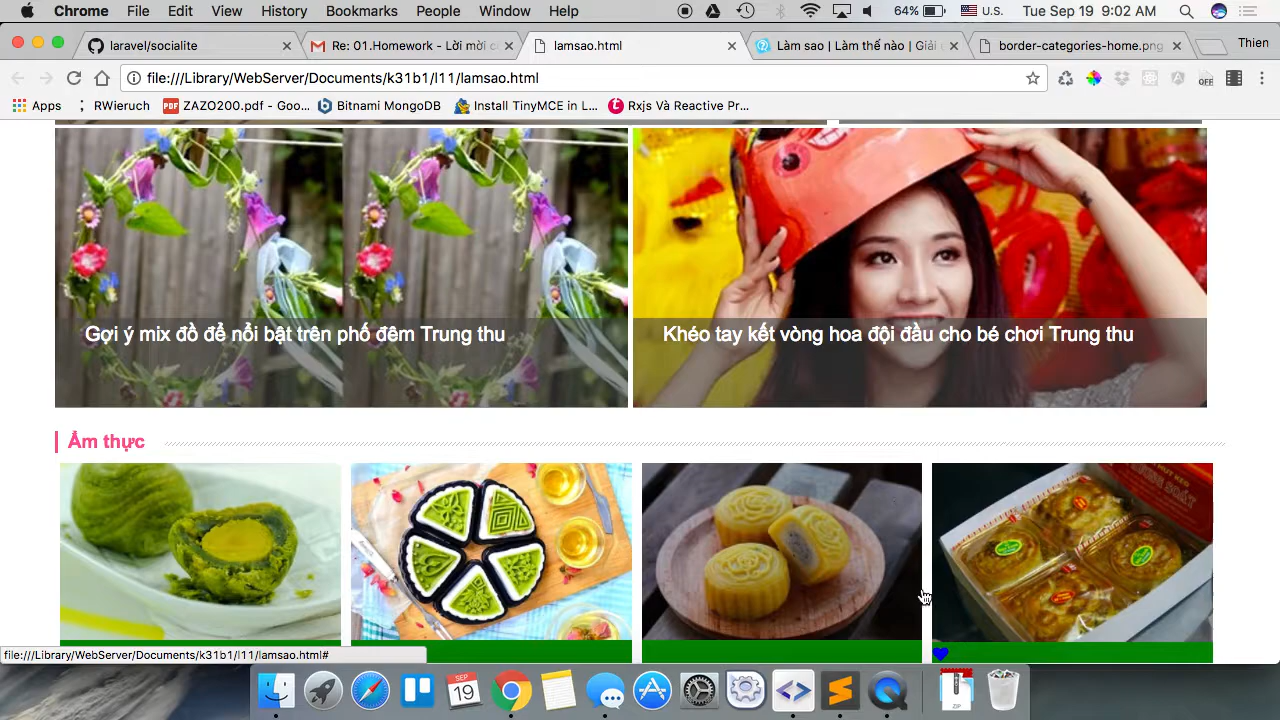 Chrome File Edit View History Bookmarks People Window Help 64% U.S. Tue Sep 19 9:02 AM
laravel/socialite Re: 01.Homework - Lời mời c lamsao.html Làm sao | Làm thế nào | Giải đ border-categories-home.png Thien
file:///Library/WebServer/Documents/k31b1/l11/lamsao.html OFF
Apps RWieruch PDF ZAZO200.pdf - Goo... Bitnami MongoDB Install TinyMCE in L... Rxjs Và Reactive Pr...
Gợi ý mix đồ để nổi bật trên phố đêm Trung thu Khéo tay kết vòng hoa đội đầu cho bé chơi Trung thu
Ẩm thực
file:///Library/WebServer/Documents/k31b1/l11/lamsao.html#
SEP
19
ZIP